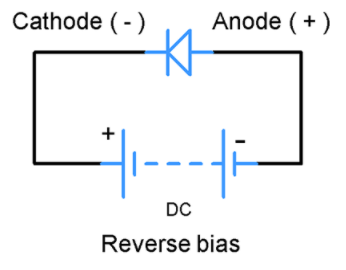 Cathode ( - ) Anode ( + )
+ -
DC
Reverse bias